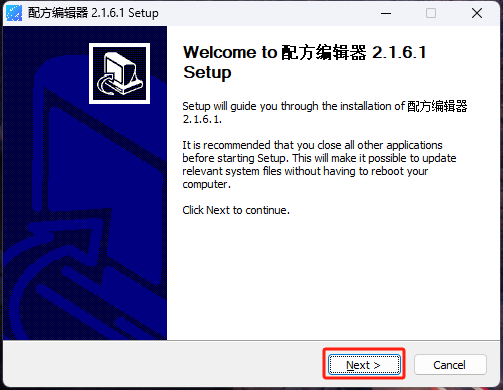 配方编辑器 2.1.6.1 Setup
Welcome to 配方编辑器 2.1.6.1
Setup
Setup will guide you through the installation of 配方编辑器
2.1.6.1.
It is recommended that you close all other applications
before starting Setup. This will make it possible to update
relevant system files without having to reboot your
computer.
Click Next to continue.
Next >
Cancel